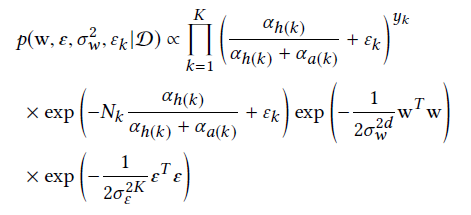 p(w, ε, σ_w^2, ε_k|𝒟) ∝ ∏_{k=1}^{K} ( α_{h(k)} / (α_{h(k)} + α_{a(k)}) + ε_k )^{y_k}
× exp ( −N_k · α_{h(k)} / (α_{h(k)} + α_{a(k)}) + ε_k ) exp ( − 1 / (2σ_w^{2d}) w^T w )
× exp ( − 1 / (2σ_ε^{2K}) ε^T ε )